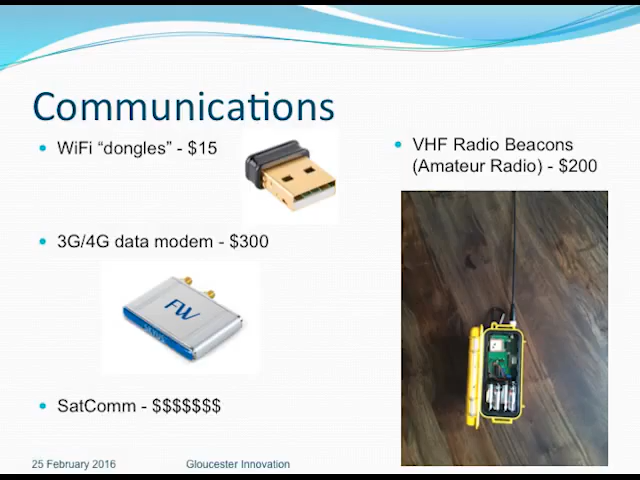 Communications
WiFi “dongles” - $15
3G/4G data modem - $300
FW
SatComm - $$$$$$$
VHF Radio Beacons
(Amateur Radio) - $200
25 February 2016
Gloucester Innovation